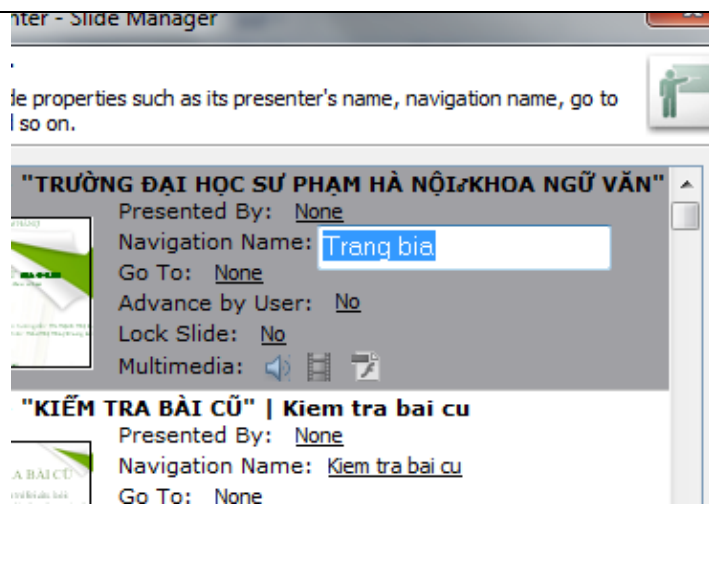 nter - Slide Manager
de properties such as its presenter's name, navigation name, go to
so on.
"TRƯỜNG ĐẠI HỌC SƯ PHẠM HÀ NỘI♂KHOA NGỮ VĂN"
Presented By: None
Navigation Name: Trang bia
Go To: None
Advance by User: No
Lock Slide: No
Multimedia:
"KIỂM TRA BÀI CŨ" | Kiem tra bai cu
Presented By: None
Navigation Name: Kiem tra bai cu
A BÀI CŨ
Go To: None